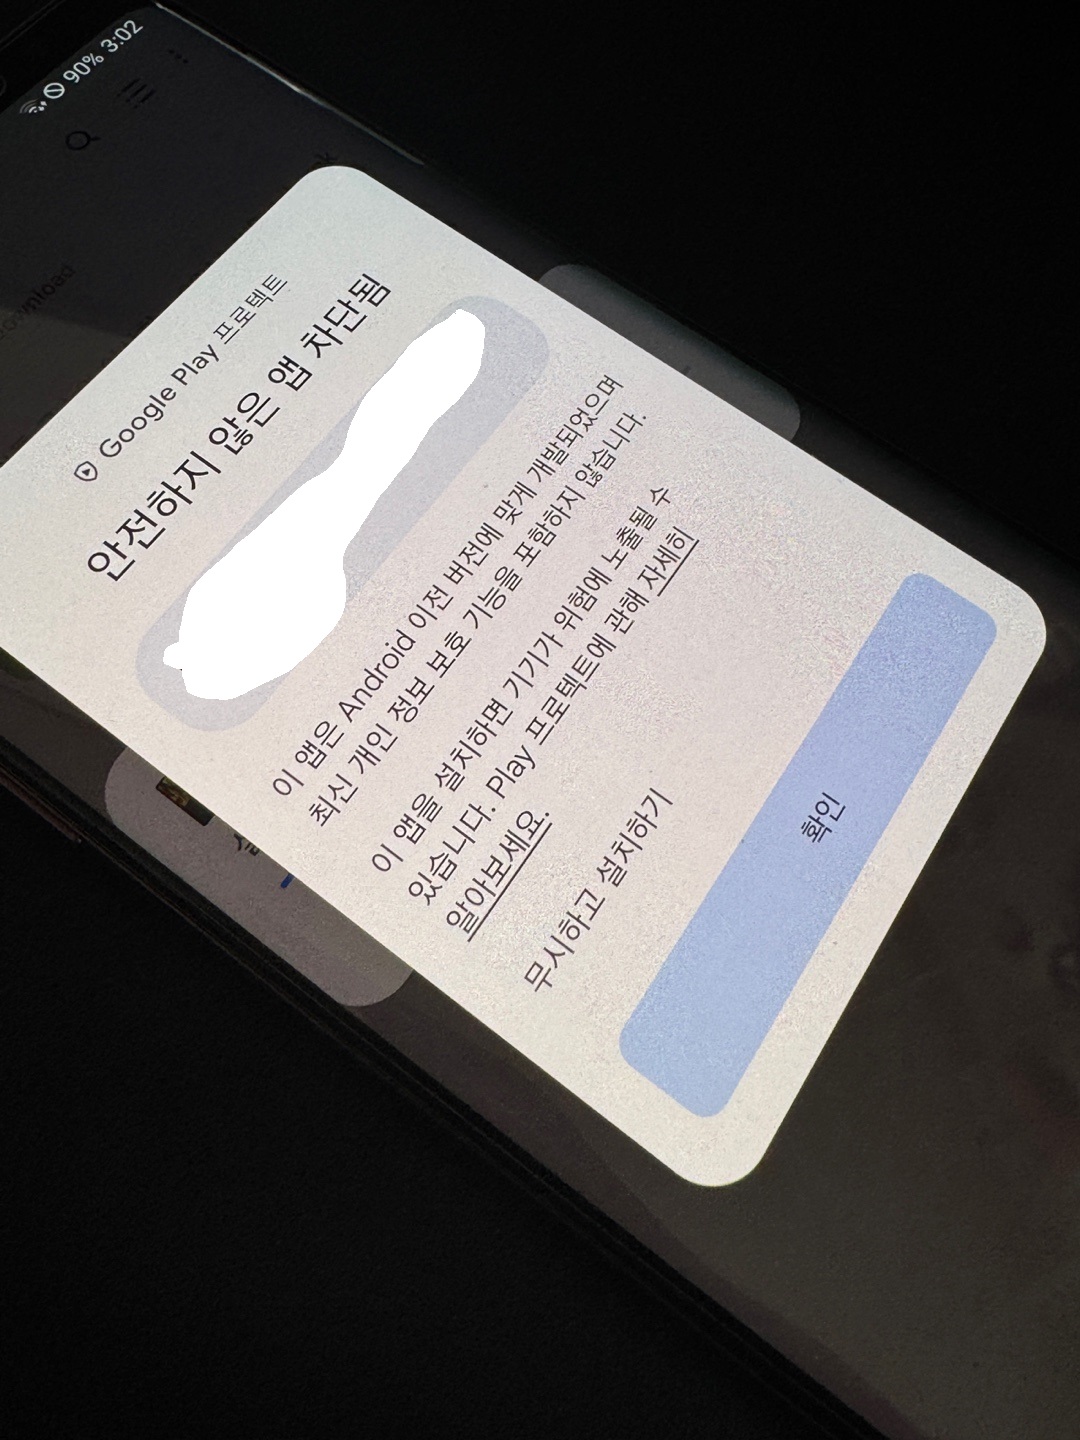 90% 3:02
Google Play 프로텍트
안전하지 않은 앱 차단됨
이 앱은 Android 이전 버전에 맞게 개발되었으며
최신 개인 정보 보호 기능을 포함하지 않습니다.
이 앱을 설치하면 기기가 위험에 노출될 수
있습니다. Play 프로텍트에 관해 자세히
알아보세요.
무시하고 설치하기
확인